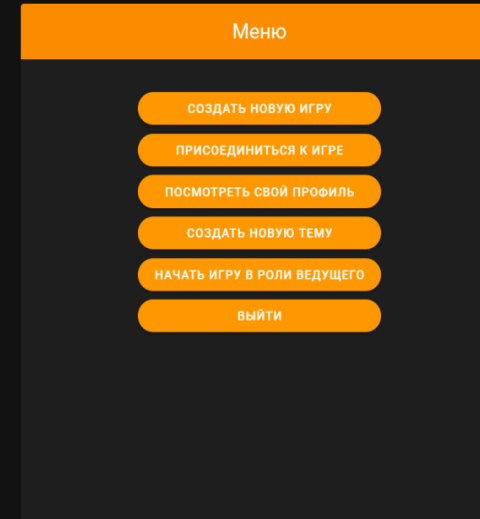 Меню
СОЗДАТЬ НОВУЮ ИГРУ
ПРИСОЕДИНИТЬСЯ К ИГРЕ
ПОСМОТРЕТЬ СВОЙ ПРОФИЛЬ
СОЗДАТЬ НОВУЮ ТЕМУ
НАЧАТЬ ИГРУ В РОЛИ ВЕДУЩЕГО
ВЫЙТИ